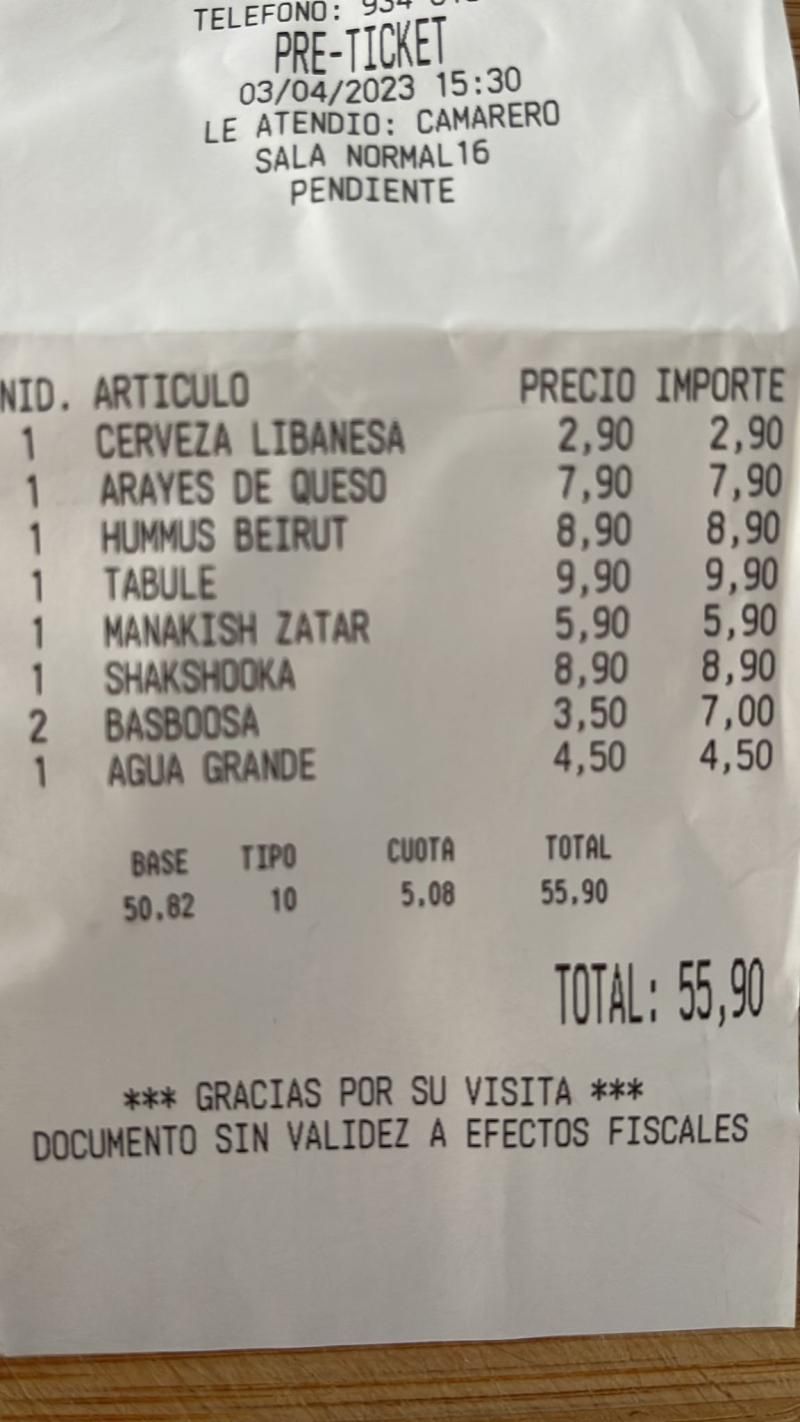 TELEFONO: 934
PRE-TICKET
03/04/2023 15:30
LE ATENDIO: CAMARERO
SALA NORMAL16
PENDIENTE
NID. ARTICULO PRECIO IMPORTE
1 CERVEZA LIBANESA 2,90 2,90
1 ARAYES DE QUESO 7,90 7,90
1 HUMMUS BEIRUT 8,90 8,90
1 TABULE 9,90 9,90
1 MANAKISH ZATAR 5,90 5,90
1 SHAKSHOOKA 8,90 8,90
2 BASBOOSA 3,50 7,00
1 AGUA GRANDE 4,50 4,50
BASE TIPO CUOTA TOTAL
50,82 10 5,08 55,90
TOTAL: 55,90
*** GRACIAS POR SU VISITA ***
DOCUMENTO SIN VALIDEZ A EFECTOS FISCALES